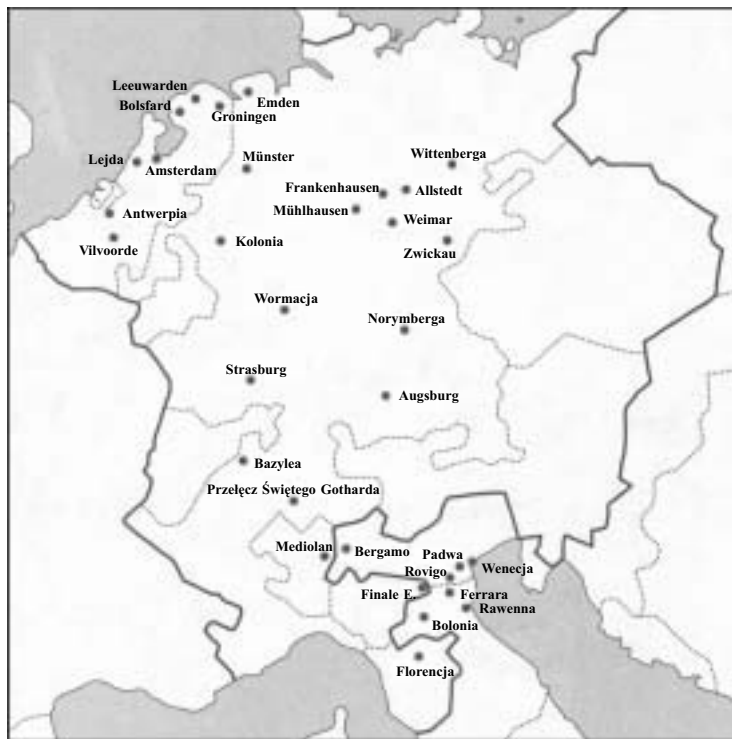 Leeuwarden
Emden
Bolsfard
Groningen
Lejda
Amsterdam
Münster
Wittenberga
Frankenhausen
Allstedt
Mühlhausen
Antwerpia
Weimar
Vilvoorde
Kolonia
Zwickau
Wormacja
Norymberga
Strasburg
Augsburg
Bazylea
Przełęcz Świętego Gotharda
Mediolan
Bergamo
Padwa
Wenecja
Rovigo
Finale E.
Ferrara
Rawenna
Bolonia
Florencja